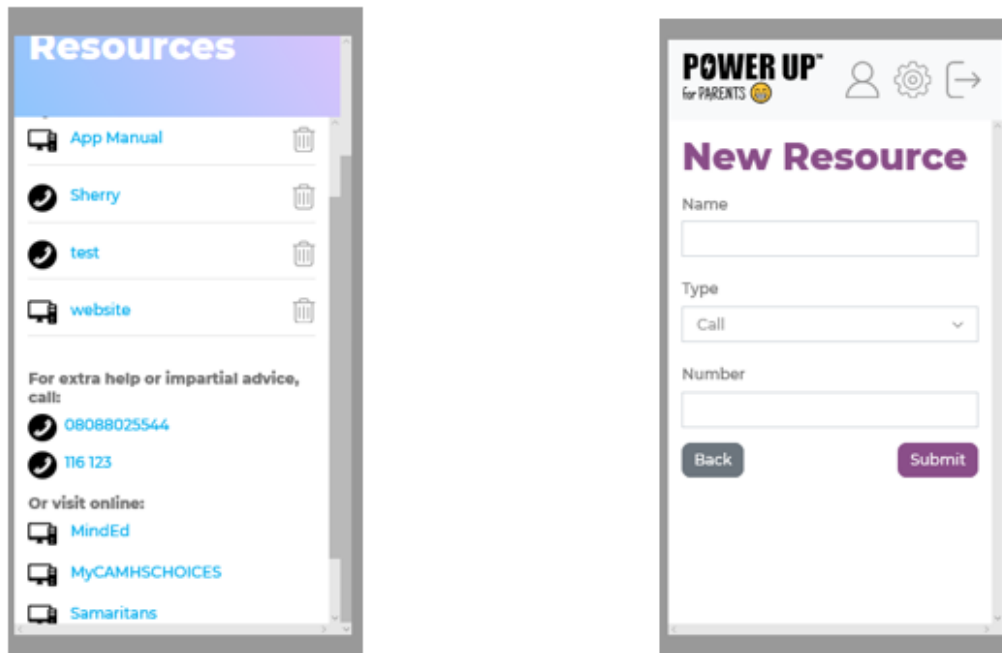 Resources
App Manual
Sherry
test
website
For extra help or impartial advice,
call:
08088025544
116 123
Or visit online:
MindEd
MyCAMHSCHOICES
Samaritans
POWER UP™
for PARENTS
New Resource
Name
Type
Call
Number
Back
Submit